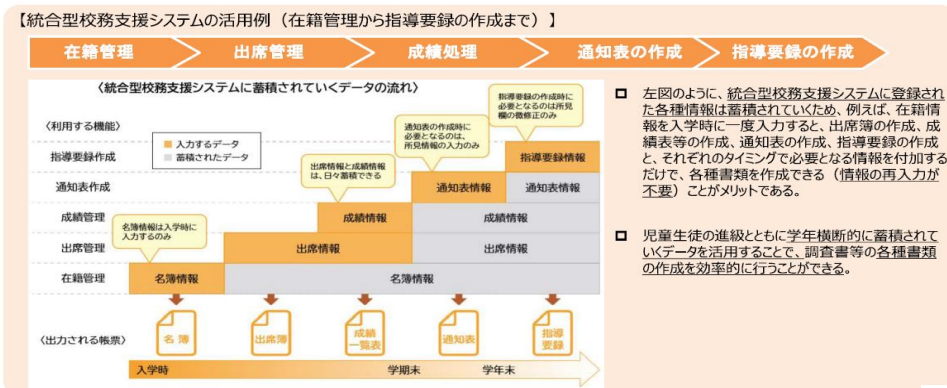 【統合型校務支援システムの活用例(在籍管理から指導要録の作成まで)】
在籍管理
出席管理
成績処理
通知表の作成
指導要録の作成
〈統合型校務支援システムに蓄積されていくデータの流れ〉
〈利用する機能〉
入力するデータ
蓄積されたデータ
指導要録の作成時に
必要となるのは所見
欄の微修正のみ
通知表の作成時に
必要となるのは、
所見情報の入力のみ
出席情報と成績情報
は、日々蓄積できる
名簿情報は入学時に
入力するのみ
指導要録作成
指導要録情報
通知表作成
通知表情報
通知表情報
成績管理
成績情報
成績情報
出席管理
出席情報
出席情報
在籍管理
名簿情報
名簿情報
〈出力される帳票〉
名 簿
出席簿
成績
一覧表
通知表
指導
要録
入学時
学期末
学年末
左図のように、統合型校務支援システムに登録され
た各種情報は蓄積されていくため、例えば、在籍情
報を入学時に一度入力すると、出席簿の作成、成
績表等の作成、通知表の作成、指導要録の作成
と、それぞれのタイミングで必要となる情報を付加する
だけで、各種書類を作成できる(情報の再入力が
不要)ことがメリットである。
児童生徒の進級とともに学年横断的に蓄積されて
いくデータを活用することで、調査書等の各種書類
の作成を効率的に行うことができる。